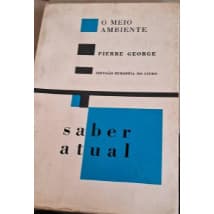 O MEIO
AMBIENTE
PIERRE GEORGE
DIFUSÃO EUROPÉIA DO LIVRO
saber
atual